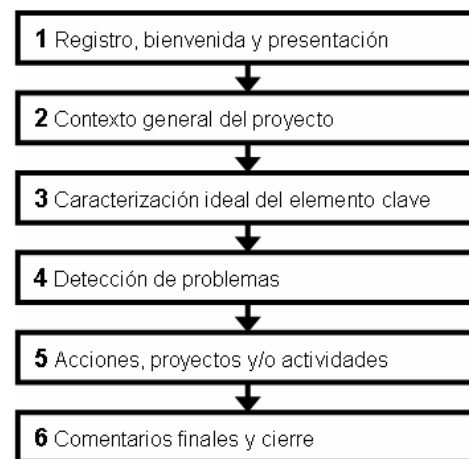 1 Registro, bienvenida y presentación
2 Contexto general del proyecto
3 Caracterización ideal del elemento clave
4 Detección de problemas
5 Acciones, proyectos y/o actividades
6 Comentarios finales y cierre